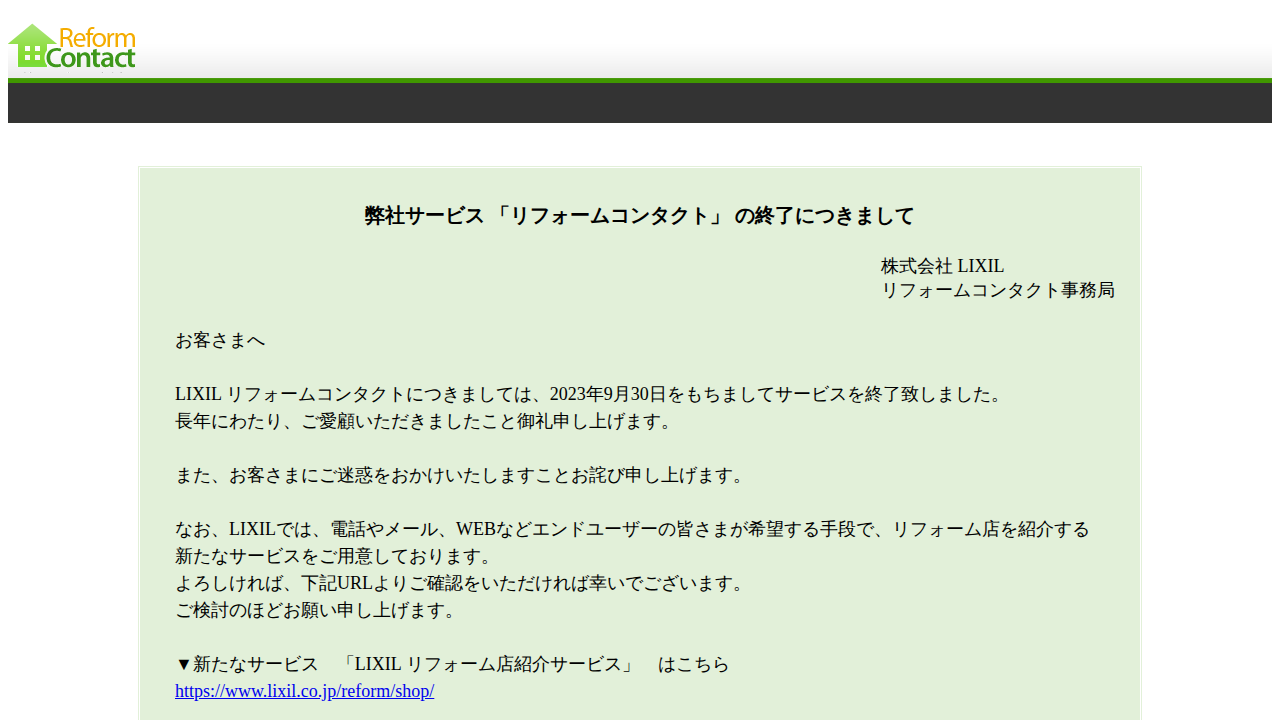 Reform
Contact
弊社サービス 「リフォームコンタクト」 の終了につきまして
株式会社 LIXIL
リフォームコンタクト事務局
お客さまへ
LIXIL リフォームコンタクトにつきましては、2023年9月30日をもちましてサービスを終了致しました。
長年にわたり、ご愛顧いただきましたこと御礼申し上げます。
また、お客さまにご迷惑をおかけいたしますことお詫び申し上げます。
なお、LIXILでは、電話やメール、WEBなどエンドユーザーの皆さまが希望する手段で、リフォーム店を紹介する
新たなサービスをご用意しております。
よろしければ、下記URLよりご確認をいただければ幸いでございます。
ご検討のほどお願い申し上げます。
▼新たなサービス　「LIXIL リフォーム店紹介サービス」　はこちら
https://www.lixil.co.jp/reform/shop/